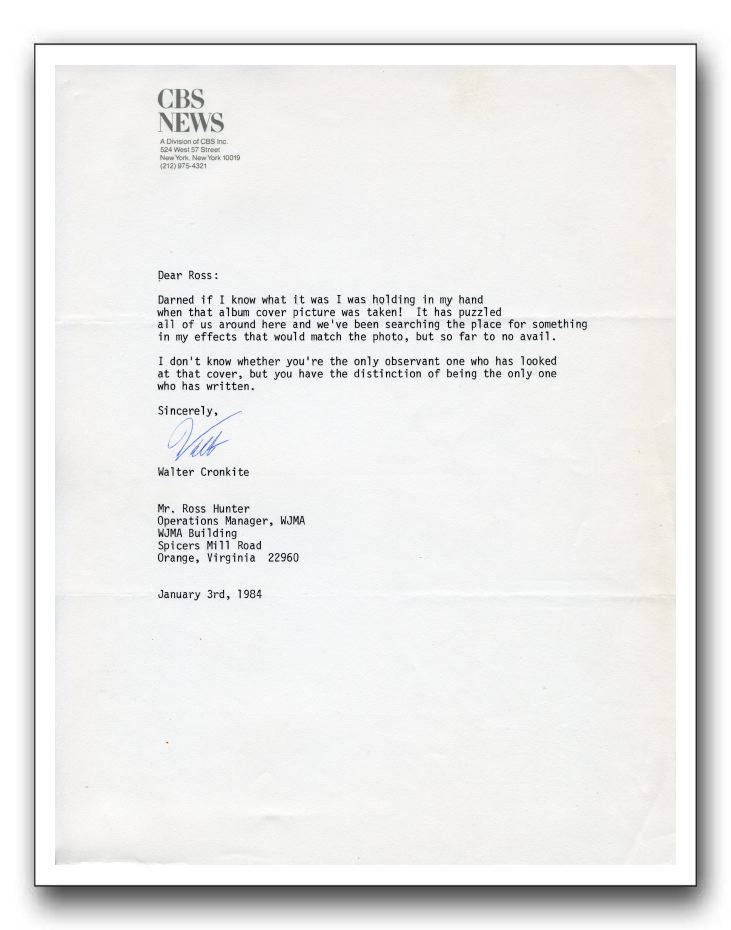 CBS
NEWS
A Division of CBS Inc.
524 West 57 Street
New York, New York 10019
(212) 975-4321
Dear Ross:
Darned if I know what it was I was holding in my hand
when that album cover picture was taken!  It has puzzled
all of us around here and we've been searching the place for something
in my effects that would match the photo, but so far to no avail.
I don't know whether you're the only observant one who has looked
at that cover, but you have the distinction of being the only one
who has written.
Sincerely,
Walt
Walter Cronkite
Mr. Ross Hunter
Operations Manager, WJMA
WJMA Building
Spicers Mill Road
Orange, Virginia  22960
January 3rd, 1984